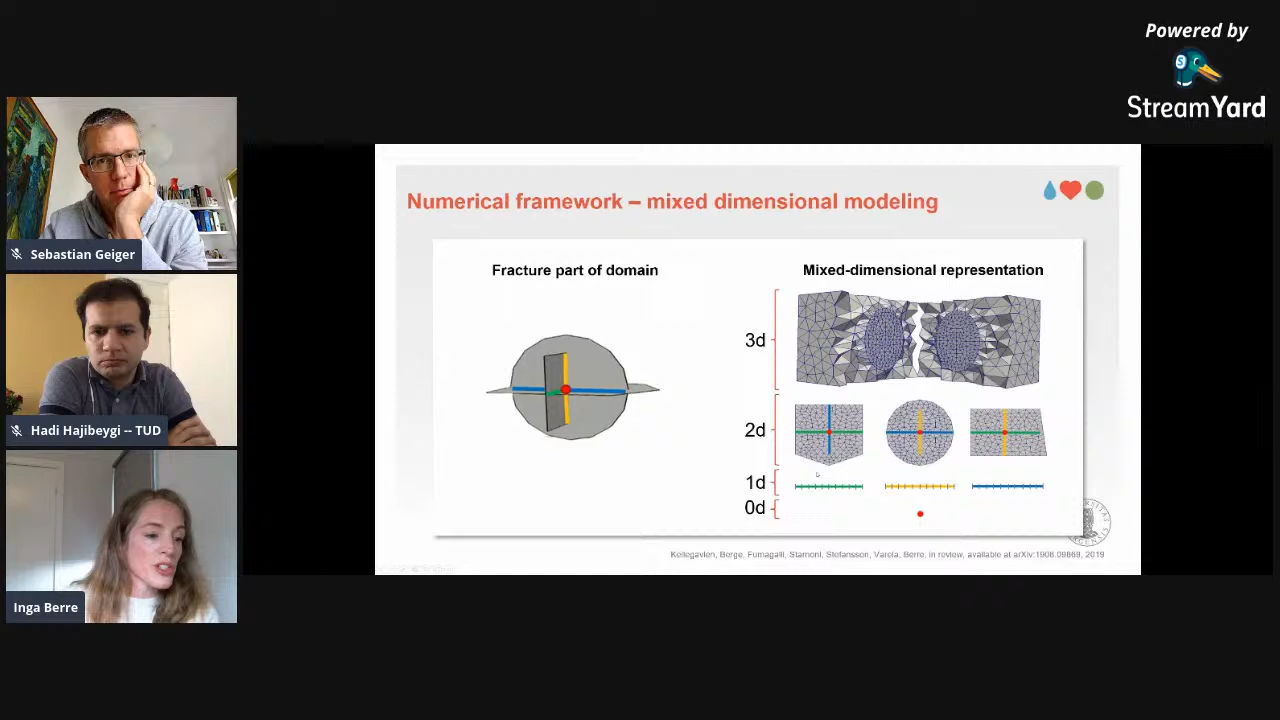 Powered by
S
StreamYard
Sebastian Geiger
Hadi Hajibeygi -- TUD
Inga Berre
Numerical framework – mixed dimensional modeling
Fracture part of domain
Mixed-dimensional representation
3d
2d
1d
0d
Keilegavlen, Berge, Fumagalli, Starnoni, Stefansson, Varela, Berre, in review, available at arXiv:1908.09869, 2019